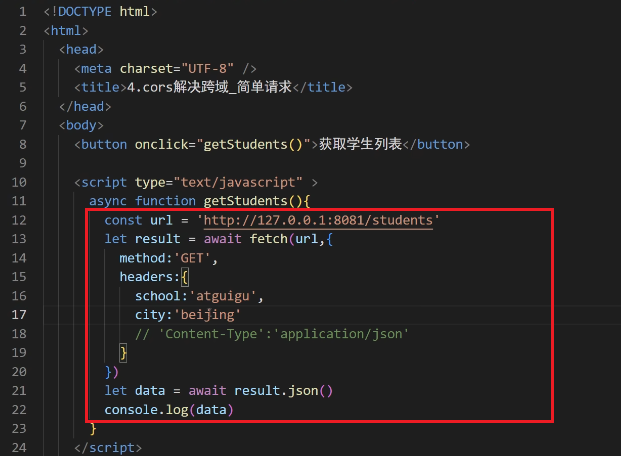 1 <!DOCTYPE html>
2 <html>
3 <head>
4 <meta charset="UTF-8" />
5 <title>4.cors解决跨域_简单请求</title>
6 </head>
7 <body>
8 <button onclick="getStudents()">获取学生列表</button>
9
10 <script type="text/javascript" >
11 async function getStudents(){
12 const url = 'http://127.0.0.1:8081/students'
13 let result = await fetch(url,{
14 method:'GET',
15 headers:{
16 school:'atguigu',
17 city:'beijing'
18 // 'Content-Type':'application/json'
19 }
20 })
21 let data = await result.json()
22 console.log(data)
23 }
24 </script>